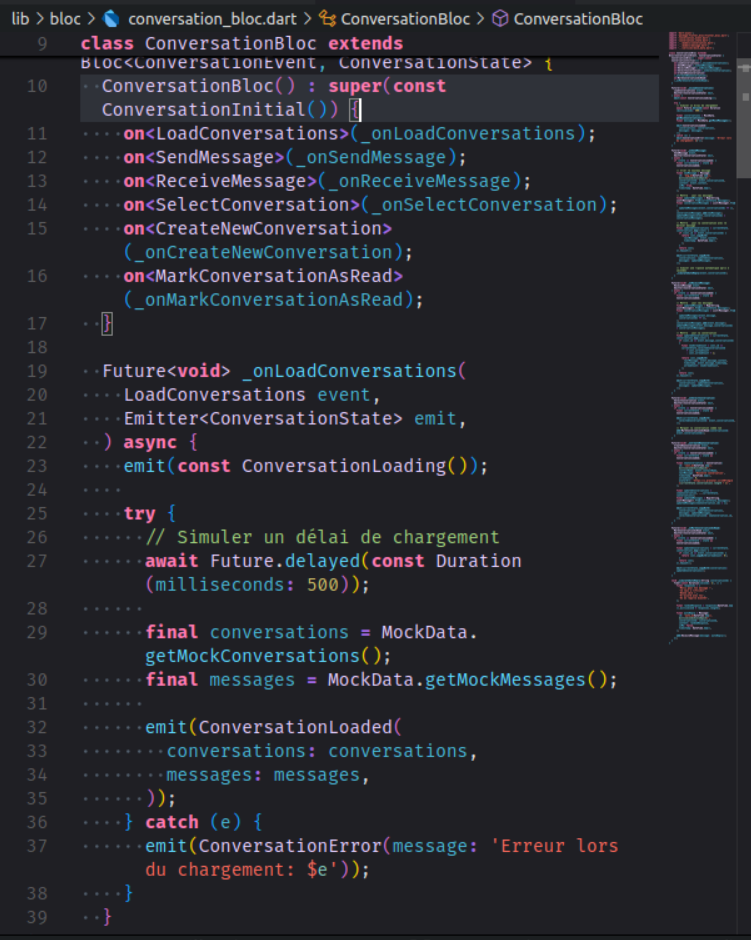 lib > bloc > conversation_bloc.dart > ConversationBloc > ConversationBloc
9 class ConversationBloc extends
Bloc<ConversationEvent, ConversationState> {
10 ConversationBloc() : super(const
ConversationInitial()) {
11 on<LoadConversations>(_onLoadConversations);
12 on<SendMessage>(_onSendMessage);
13 on<ReceiveMessage>(_onReceiveMessage);
14 on<SelectConversation>(_onSelectConversation);
15 on<CreateNewConversation>
(_onCreateNewConversation);
16 on<MarkConversationAsRead>
(_onMarkConversationAsRead);
17 }
18
19 Future<void> _onLoadConversations(
20 LoadConversations event,
21 Emitter<ConversationState> emit,
22 ) async {
23 emit(const ConversationLoading());
24
25 try {
26 // Simuler un délai de chargement
27 await Future.delayed(const Duration
(milliseconds: 500));
28
29 final conversations = MockData.
getMockConversations();
30 final messages = MockData.getMockMessages();
31
32 emit(ConversationLoaded(
33 conversations: conversations,
34 messages: messages,
35 ));
36 } catch (e) {
37 emit(ConversationError(message: 'Erreur lors
du chargement: $e'));
38 }
39 }